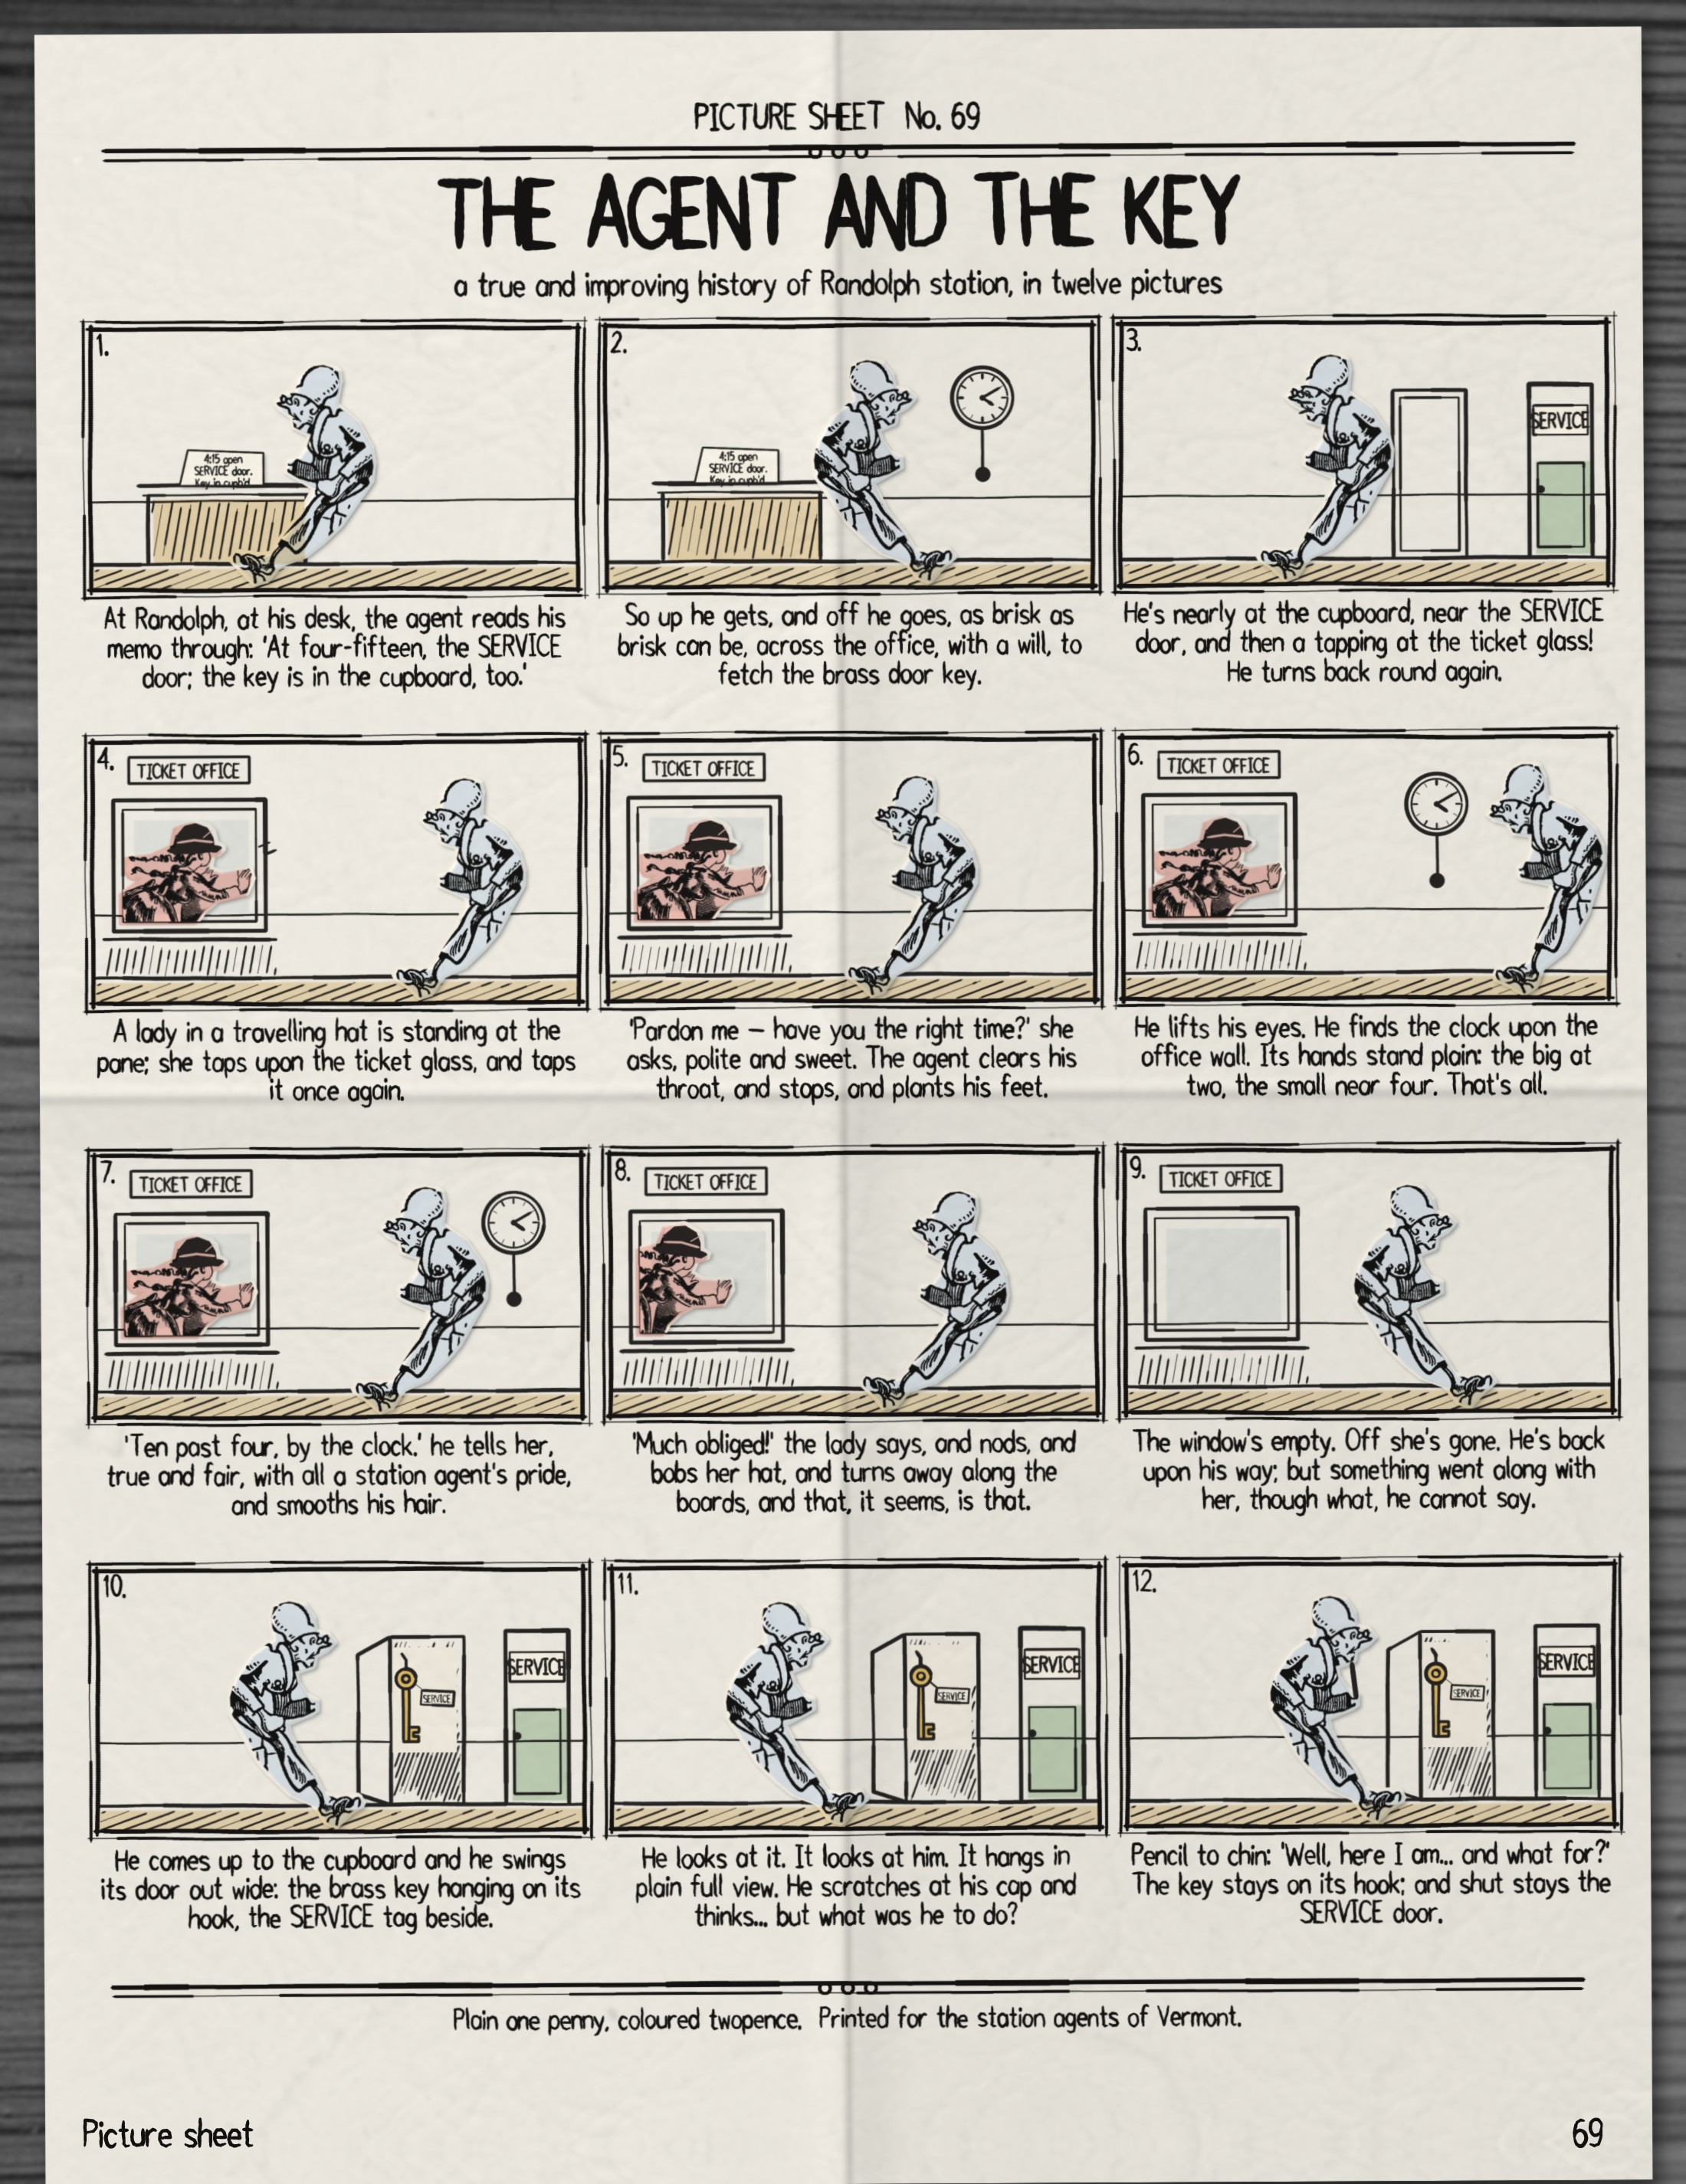 PICTURE SHEET No. 69
THE AGENT AND THE KEY
a true and improving history of Randolph station, in twelve pictures
1.
4:15 open
SERVICE door.
Key in cupb'd
At Randolph, at his desk, the agent reads his
memo through: 'At four-fifteen, the SERVICE
door; the key is in the cupboard, too.'
2.
4:15 open
SERVICE door.
Key in cupb'd
So up he gets, and off he goes, as brisk as
brisk can be, across the office, with a will, to
fetch the brass door key.
3.
SERVICE
He's nearly at the cupboard, near the SERVICE
door, and then a tapping at the ticket glass!
He turns back round again.
4.
TICKET OFFICE
A lady in a travelling hat is standing at the
pane; she taps upon the ticket glass, and taps
it once again.
5.
TICKET OFFICE
'Pardon me – have you the right time?' she
asks, polite and sweet. The agent clears his
throat, and stops, and plants his feet.
6.
TICKET OFFICE
He lifts his eyes. He finds the clock upon the
office wall. Its hands stand plain: the big at
two, the small near four. That's all.
7.
TICKET OFFICE
'Ten past four, by the clock.' he tells her,
true and fair, with all a station agent's pride,
and smooths his hair.
8.
TICKET OFFICE
'Much obliged!' the lady says, and nods, and
bobs her hat, and turns away along the
boards, and that, it seems, is that.
9.
TICKET OFFICE
The window's empty. Off she's gone. He's back
upon his way; but something went along with
her, though what, he cannot say.
10.
SERVICE
SERVICE
He comes up to the cupboard and he swings
its door out wide: the brass key hanging on its
hook, the SERVICE tag beside.
11.
SERVICE
SERVICE
He looks at it. It looks at him. It hangs in
plain full view. He scratches at his cap and
thinks... but what was he to do?
12.
SERVICE
SERVICE
Pencil to chin: 'Well, here I am... and what for?'
The key stays on its hook; and shut stays the
SERVICE door.
Plain one penny, coloured twopence. Printed for the station agents of Vermont.
Picture sheet
69